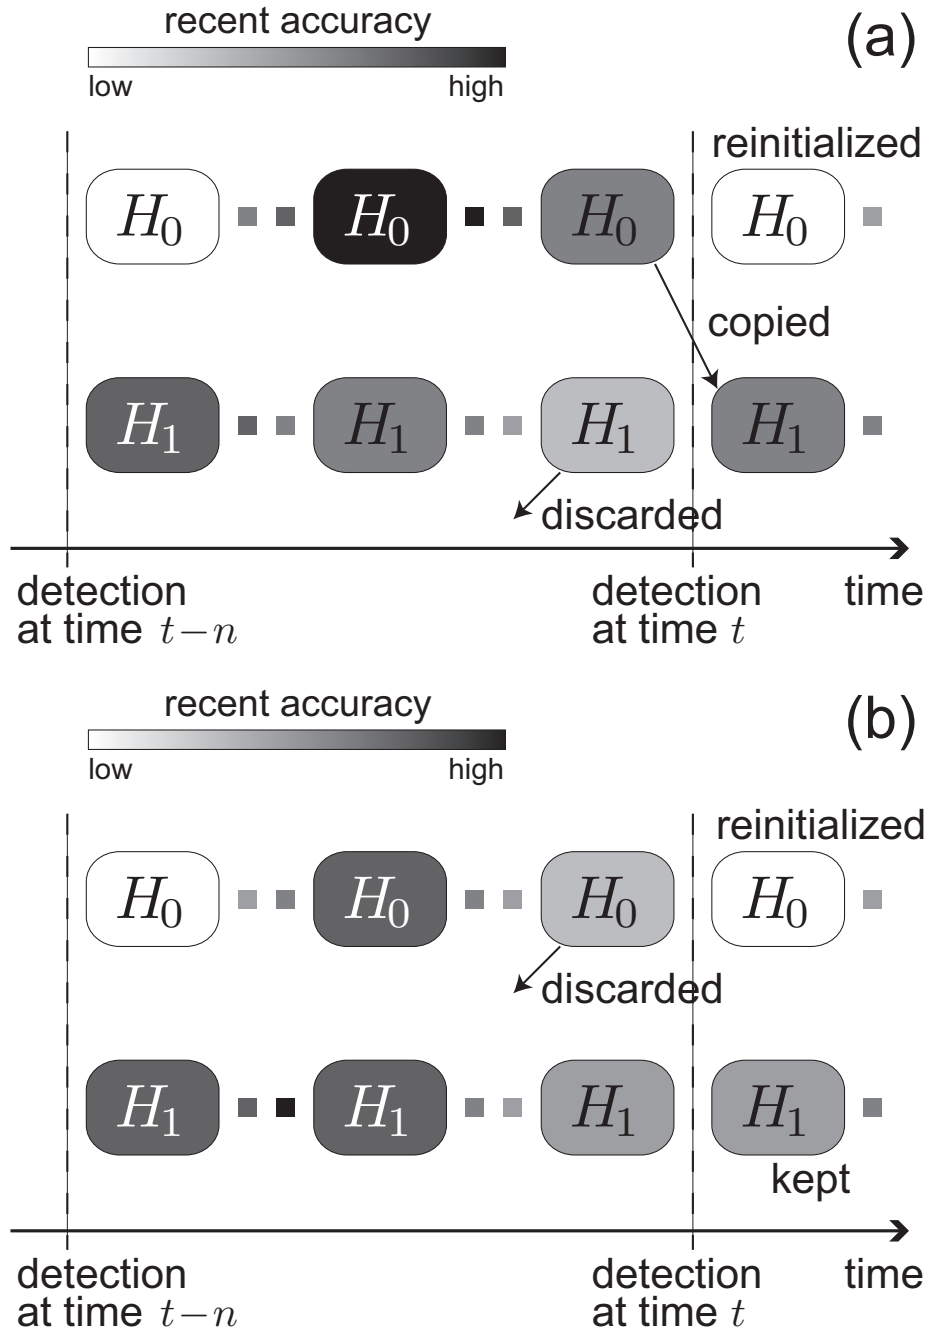 recent accuracy
(a)
low high
reinitialized
H0 H0 H0 H0
copied
H1 H1 H1 H1
discarded
detection detection time
at time t−n at time t
recent accuracy
(b)
low high
reinitialized
H0 H0 H0 H0
discarded
H1 H1 H1 H1
kept
detection detection time
at time t−n at time t